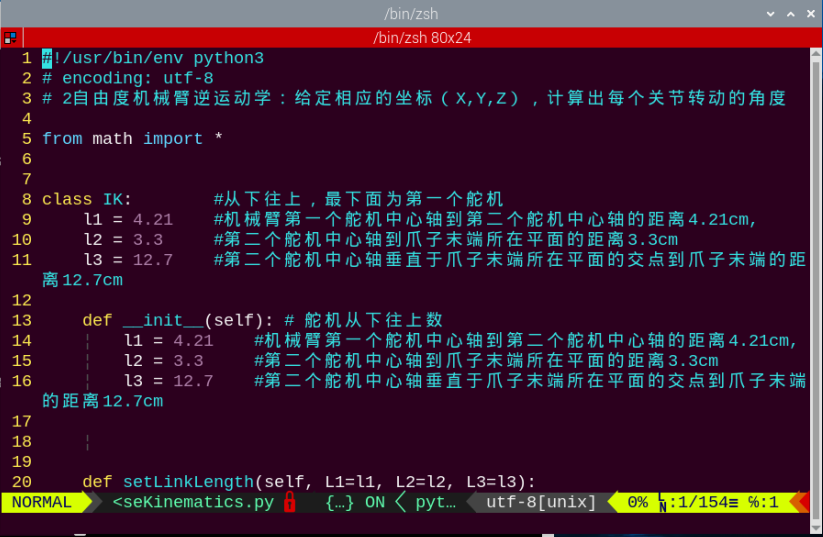 /bin/zsh
/bin/zsh 80x24
1 #!/usr/bin/env python3
2 # encoding: utf-8
3 # 2自由度机械臂逆运动学：给定相应的坐标（X,Y,Z），计算出每个关节转动的角度
4
5 from math import *
6
7
8 class IK:        #从下往上，最下面为第一个舵机
9     l1 = 4.21    #机械臂第一个舵机中心轴到第二个舵机中心轴的距离4.21cm,
10     l2 = 3.3     #第二个舵机中心轴到爪子末端所在平面的距离3.3cm
11     l3 = 12.7    #第二个舵机中心轴垂直于爪子末端所在平面的交点到爪子末端的距
离12.7cm
12
13     def __init__(self): # 舵机从下往上数
14     ¦   l1 = 4.21    #机械臂第一个舵机中心轴到第二个舵机中心轴的距离4.21cm,
15     ¦   l2 = 3.3     #第二个舵机中心轴到爪子末端所在平面的距离3.3cm
16     ¦   l3 = 12.7    #第二个舵机中心轴垂直于爪子末端所在平面的交点到爪子末端
的距离12.7cm
17
18     ¦
19
20     def setLinkLength(self, L1=l1, L2=l2, L3=l3):
NORMAL <seKinematics.py {…} ON pyt… utf-8[unix] 0% ㏑:1/154≡ ℅:1